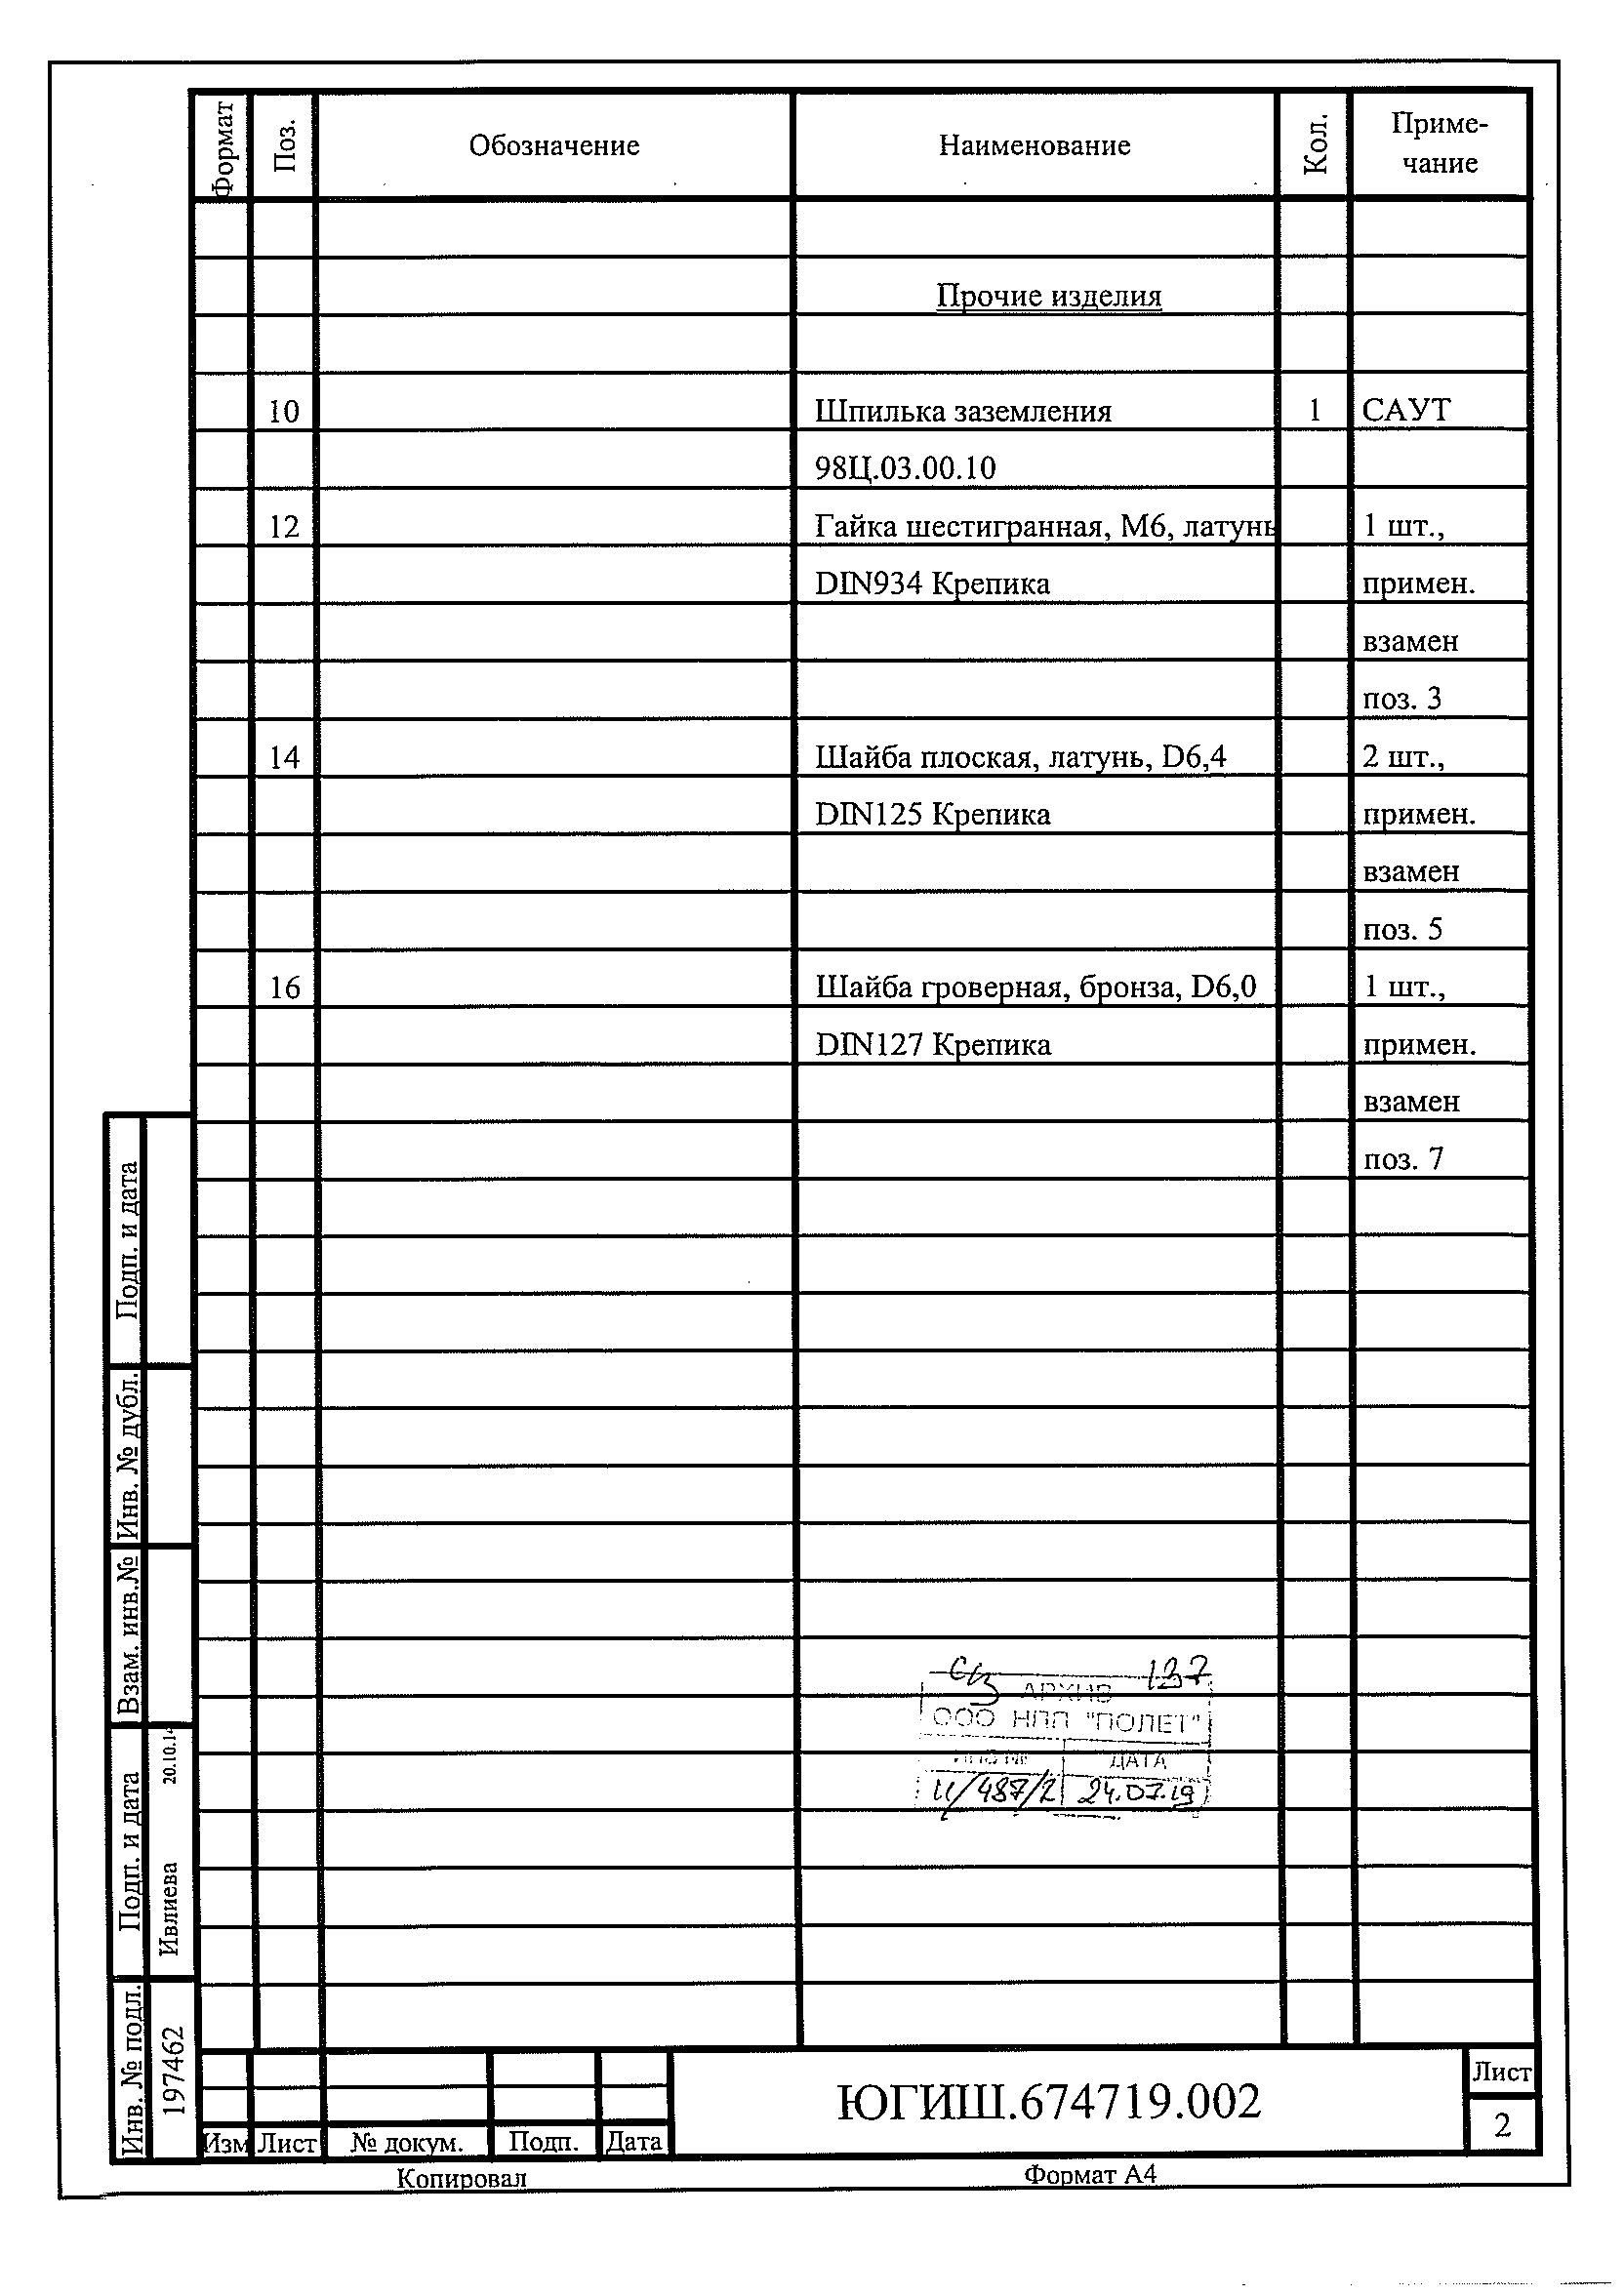 Формат Поз. Обозначение Наименование Кол. Приме-
чание
Прочие изделия
10 Шпилька заземления 1 САУТ
98Ц.03.00.10
12 Гайка шестигранная, М6, латунь 1 шт.,
DIN934 Крепика примен.
взамен
поз. 3
14 Шайба плоская, латунь, D6,4 2 шт.,
DIN125 Крепика примен.
взамен
поз. 5
16 Шайба гроверная, бронза, D6,0 1 шт.,
DIN127 Крепика примен.
взамен
поз. 7
Подп. и дата
Инв. № дубл.
Взам. инв.№
Подп. и дата Ивлиева 20.10.14
Инв. № подл. 197462
137
АРХИВ
ООО НПП "ПОЛЕТ"
ИНВ № ДАТА
И/487/2 24.07.19
ЮГИШ.674719.002
Лист
2
Изм Лист № докум. Подп. Дата
Копировал Формат А4